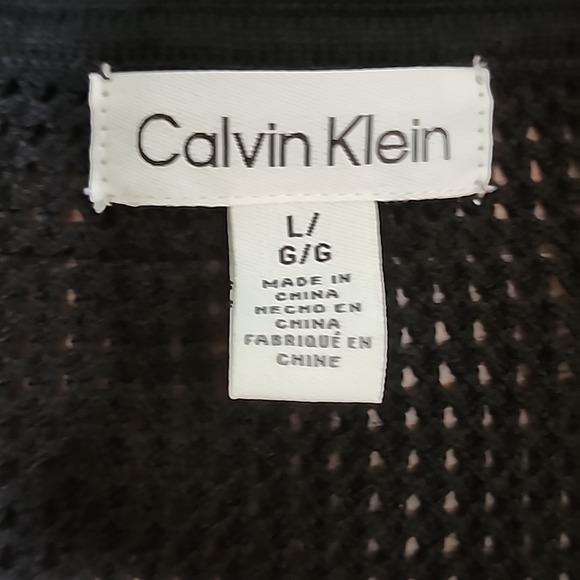 Calvin Klein
L/
G/G
MADE IN
CHINA
HECHO EN
CHINA
FABRIQUÉ EN
CHINE